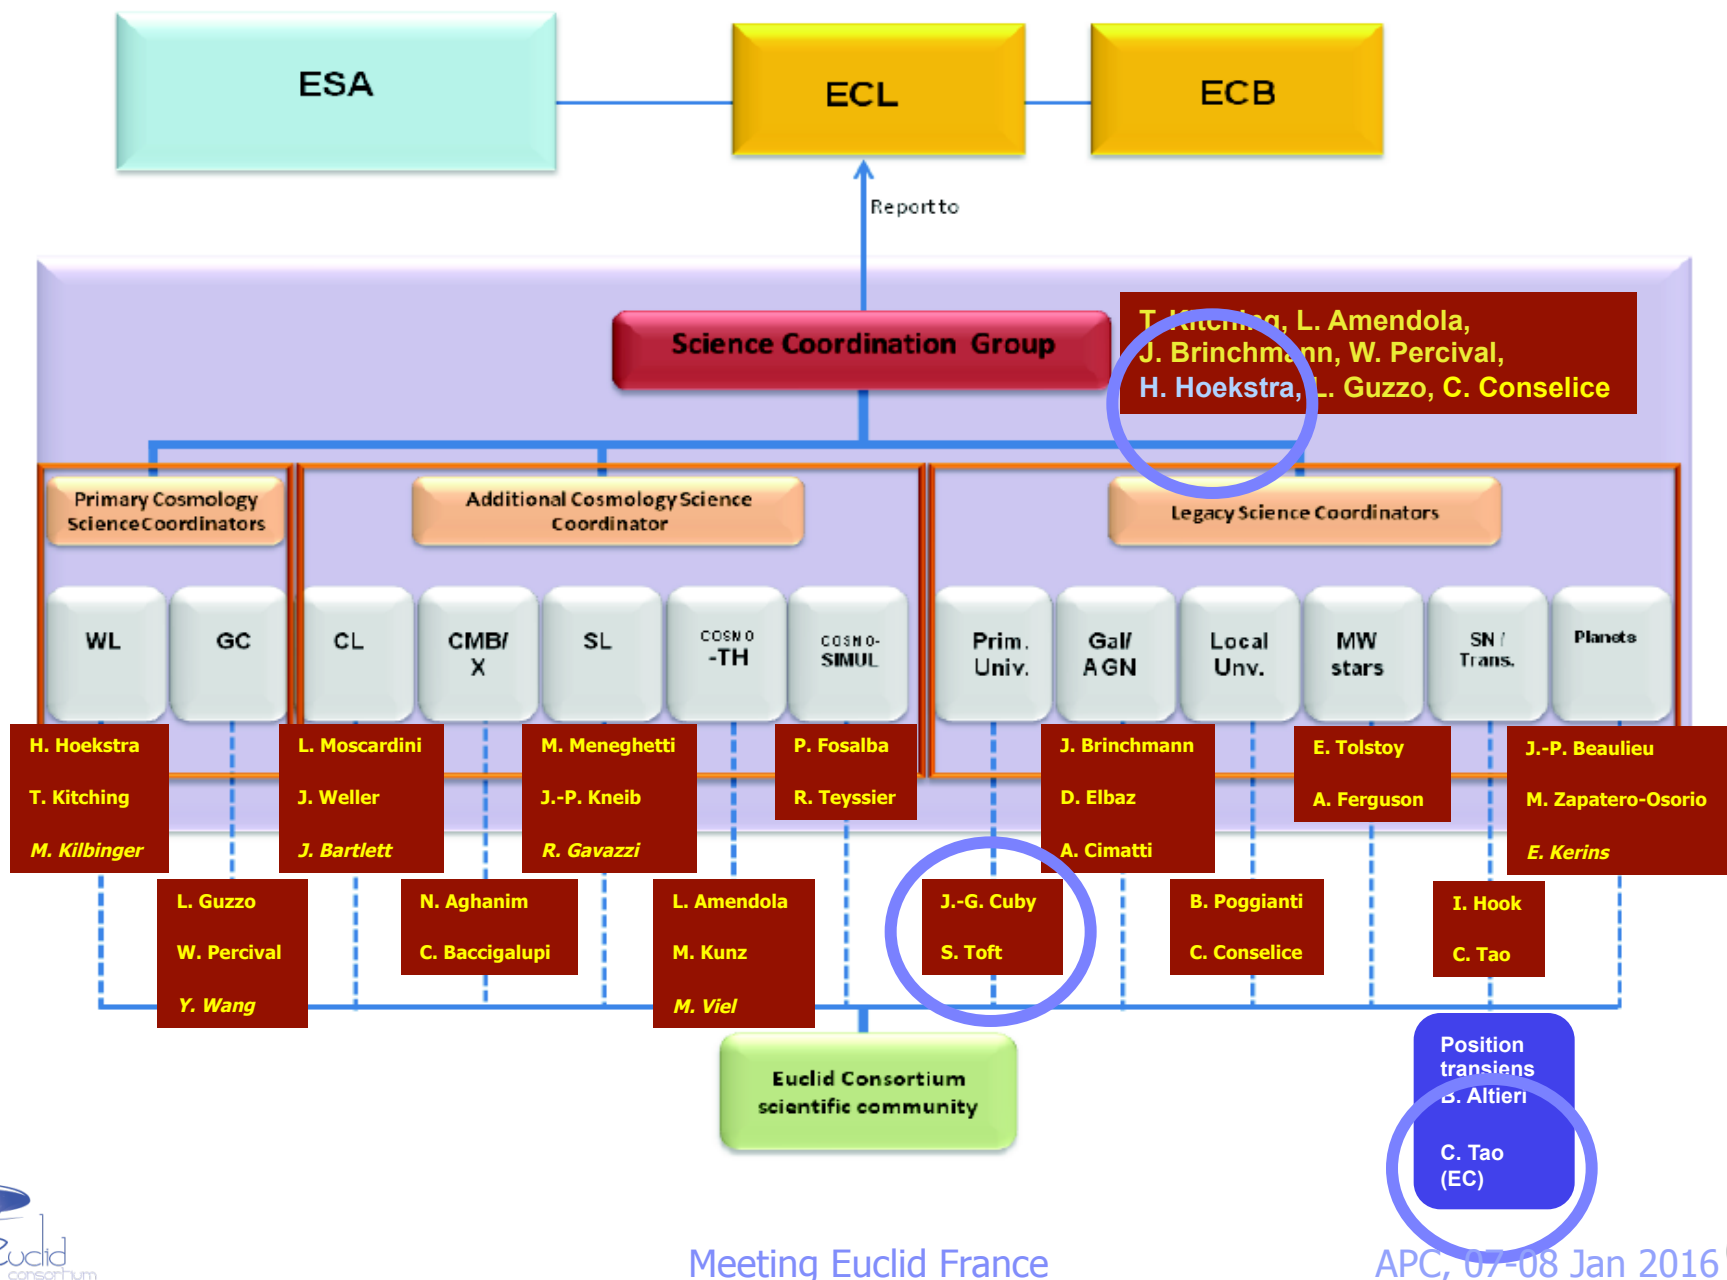 ESA
ECL
ECB
Report to
Science Coordination Group
T. Kitching, L. Amendola,
J. Brinchmann, W. Percival,
H. Hoekstra, L. Guzzo, C. Conselice
Primary Cosmology
Science Coordinators
Additional Cosmology Science
Coordinator
Legacy Science Coordinators
WL
GC
CL
CMB/
X
SL
COSMO
-TH
COSMO-
SIMUL
Prim.
Univ.
Gal/
AGN
Local
Unv.
MW
stars
SN /
Trans.
Planets
H. Hoekstra
T. Kitching
M. Kilbinger
L. Guzzo
W. Percival
Y. Wang
L. Moscardini
J. Weller
J. Bartlett
N. Aghanim
C. Baccigalupi
M. Meneghetti
J.-P. Kneib
R. Gavazzi
L. Amendola
M. Kunz
M. Viel
P. Fosalba
R. Teyssier
J.-G. Cuby
S. Toft
J. Brinchmann
D. Elbaz
A. Cimatti
B. Poggianti
C. Conselice
E. Tolstoy
A. Ferguson
I. Hook
C. Tao
J.-P. Beaulieu
M. Zapatero-Osorio
E. Kerins
Euclid Consortium
scientific community
Position
transiens
B. Altieri
C. Tao
(EC)
Euclid
consortium
Meeting Euclid France
APC, 07-08 Jan 2016